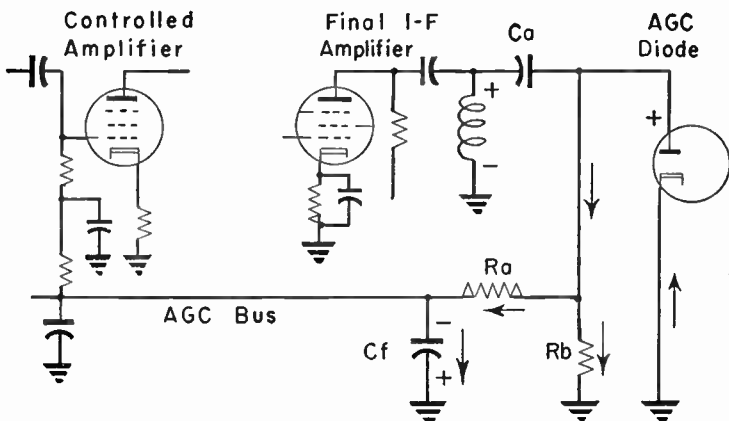 Controlled
Amplifier
Final I-F
Amplifier
Ca
AGC
Diode
+
-
+
Ra
AGC Bus
-
Cf
+
Rb